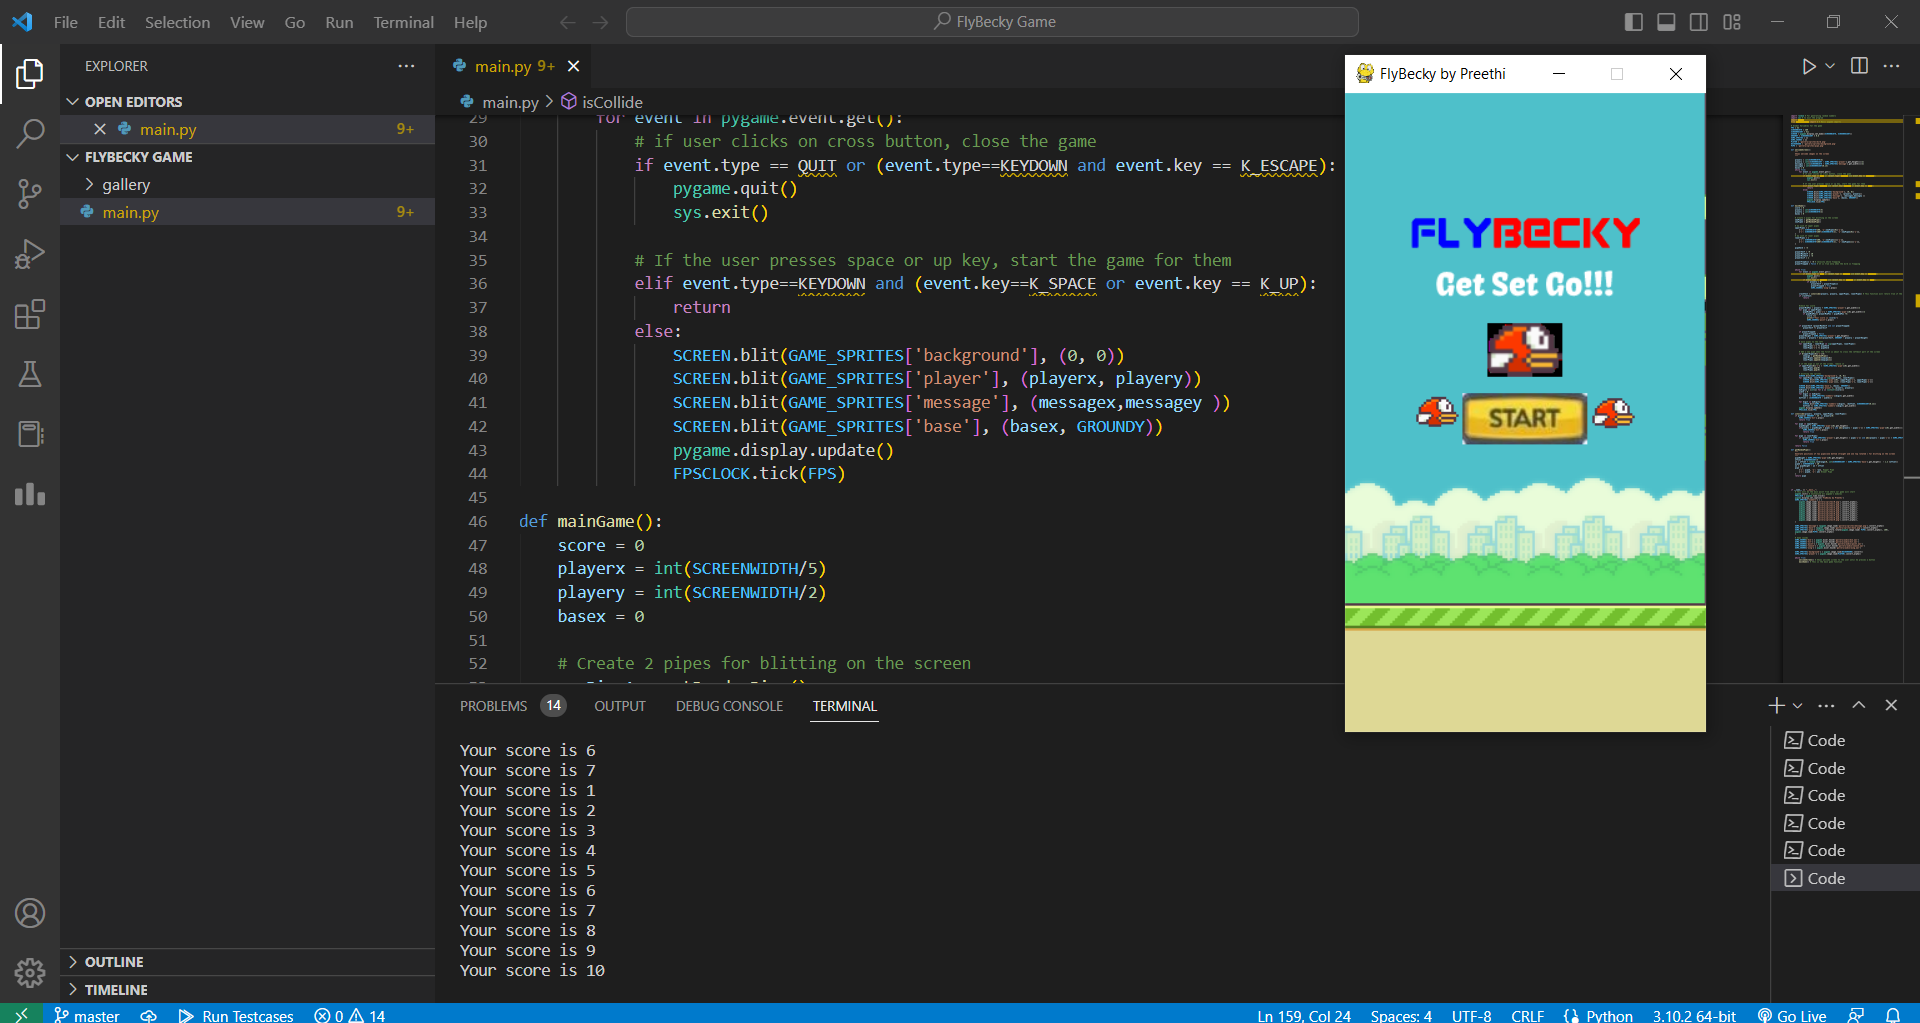 File Edit Selection View Go Run Terminal Help
FlyBecky Game
EXPLORER
OPEN EDITORS
main.py 9+
FLYBECKY GAME
gallery
main.py 9+
main.py 9+
main.py > isCollide
29 for event in pygame.event.get():
30 # if user clicks on cross button, close the game
31 if event.type == QUIT or (event.type==KEYDOWN and event.key == K_ESCAPE):
32 pygame.quit()
33 sys.exit()
34
35 # If the user presses space or up key, start the game for them
36 elif event.type==KEYDOWN and (event.key==K_SPACE or event.key == K_UP):
37 return
38 else:
39 SCREEN.blit(GAME_SPRITES['background'], (0, 0))
40 SCREEN.blit(GAME_SPRITES['player'], (playerx, playery))
41 SCREEN.blit(GAME_SPRITES['message'], (messagex,messagey ))
42 SCREEN.blit(GAME_SPRITES['base'], (basex, GROUNDY))
43 pygame.display.update()
44 FPSCLOCK.tick(FPS)
45
46 def mainGame():
47 score = 0
48 playerx = int(SCREENWIDTH/5)
49 playery = int(SCREENWIDTH/2)
50 basex = 0
51
52 # Create 2 pipes for blitting on the screen
FlyBecky by Preethi
FLYBECKY
Get Set Go!!!
START
PROBLEMS 14 OUTPUT DEBUG CONSOLE TERMINAL
Your score is 6
Your score is 7
Your score is 1
Your score is 2
Your score is 3
Your score is 4
Your score is 5
Your score is 6
Your score is 7
Your score is 8
Your score is 9
Your score is 10
Code
Code
Code
Code
Code
Code
OUTLINE
TIMELINE
master Run Testcases 0 14 Ln 159, Col 24 Spaces: 4 UTF-8 CRLF Python 3.10.2 64-bit Go Live